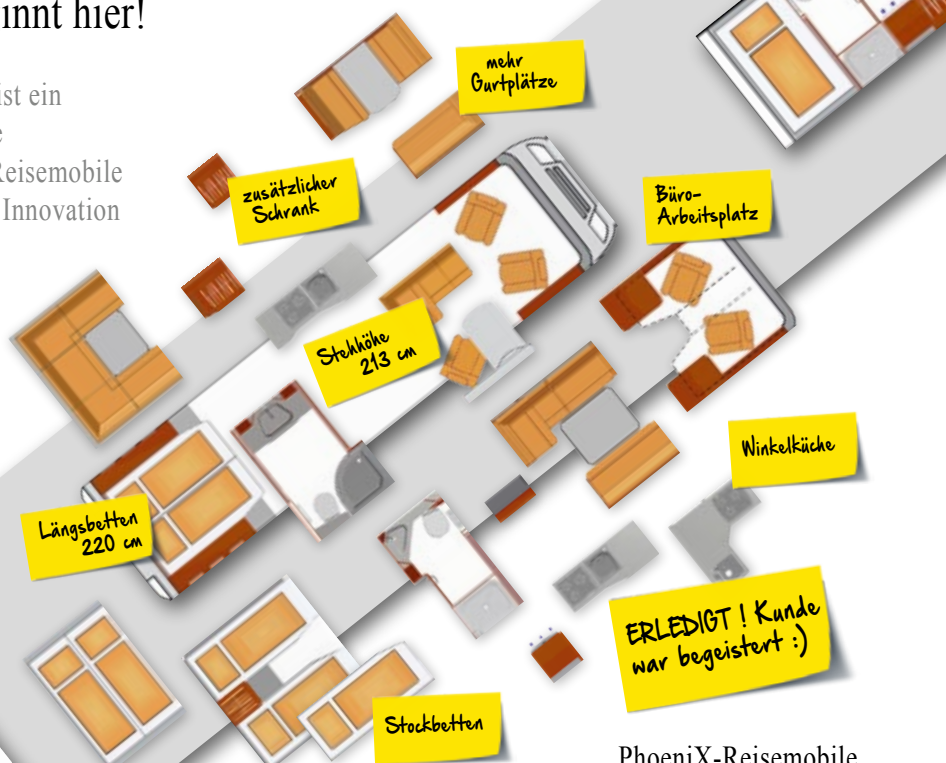 innt hier!
ist ein
e
Reisemobile
Innovation
mehr
Gurtplätze
zusätzlicher
Schrank
Büro-
Arbeitsplatz
Stehhöhe
213 cm
Winkelküche
Längsbetten
220 cm
ERLEDIGT ! Kunde
war begeistert :)
Stockbetten
PhoeniX-Reisemobile